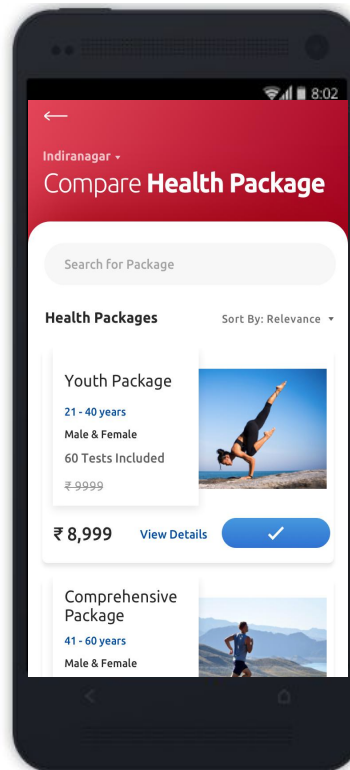 8:02
Indiranagar
Compare Health Package
Search for Package
Health Packages
Sort By: Relevance
Youth Package
21 - 40 years
Male & Female
60 Tests Included
₹ 9999
₹ 8,999
View Details
Comprehensive
Package
41 - 60 years
Male & Female